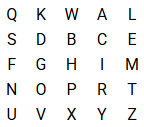 Q K W A L
S D B C E
F G H I M
N O P R T
U V X Y Z